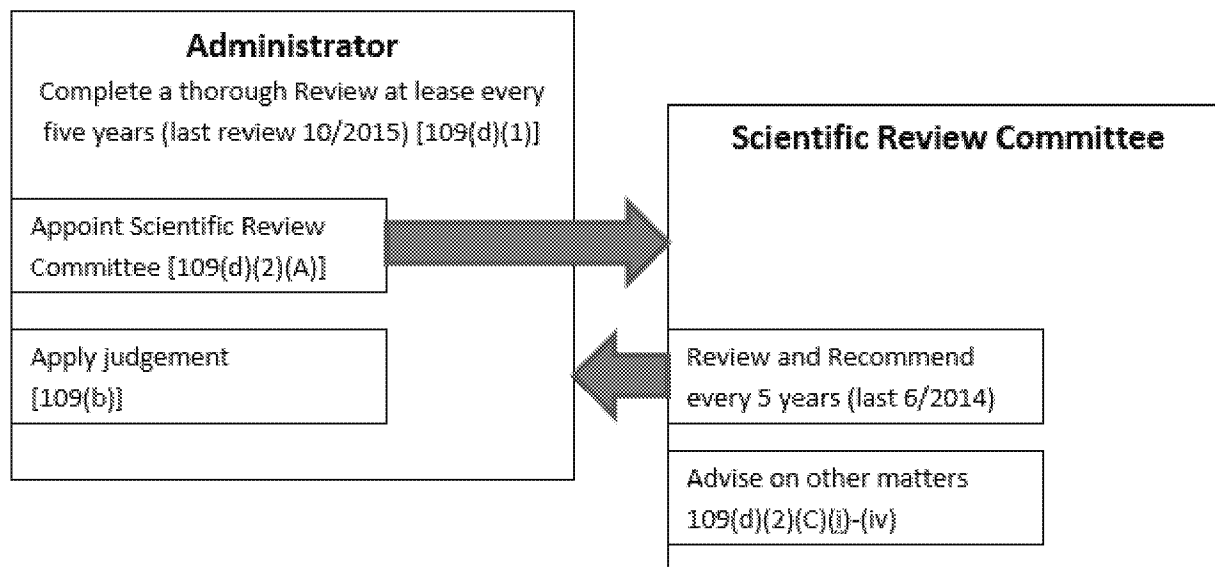 Administrator
Complete a thorough Review at lease every
five years (last review 10/2015) [109(d)(1)]
Appoint Scientific Review
Committee [109(d)(2)(A)]
Apply judgement
[109(b)]
Scientific Review Committee
Review and Recommend
every 5 years (last 6/2014)
Advise on other matters
109(d)(2)(C)(i)-(iv)